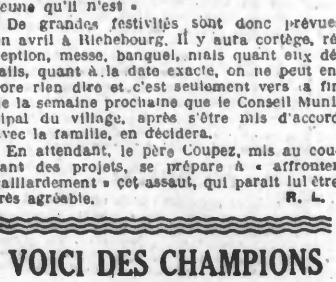 eune qu'il n'est »
De grandes festivités sont donc prévue
n avril à Richebourg. Il y aura cortège, ré
eption, messe, banquet, mais quant aux dé
ails, quant à la date exacte, on ne peut en
ore rien dire et c'est seulement vers a fin
e la semaine prochaine que le Conseil Muni
ipal du village, après s'être mis d'accord
vec la famille, en décidera.
En attendant, le père Coupez, mis au cou
ant des projets, se prépare à « affronter
aillardement » cet assaut, qui paraît lui être
rès agréable. R. L.
VOICI DES CHAMPIONS